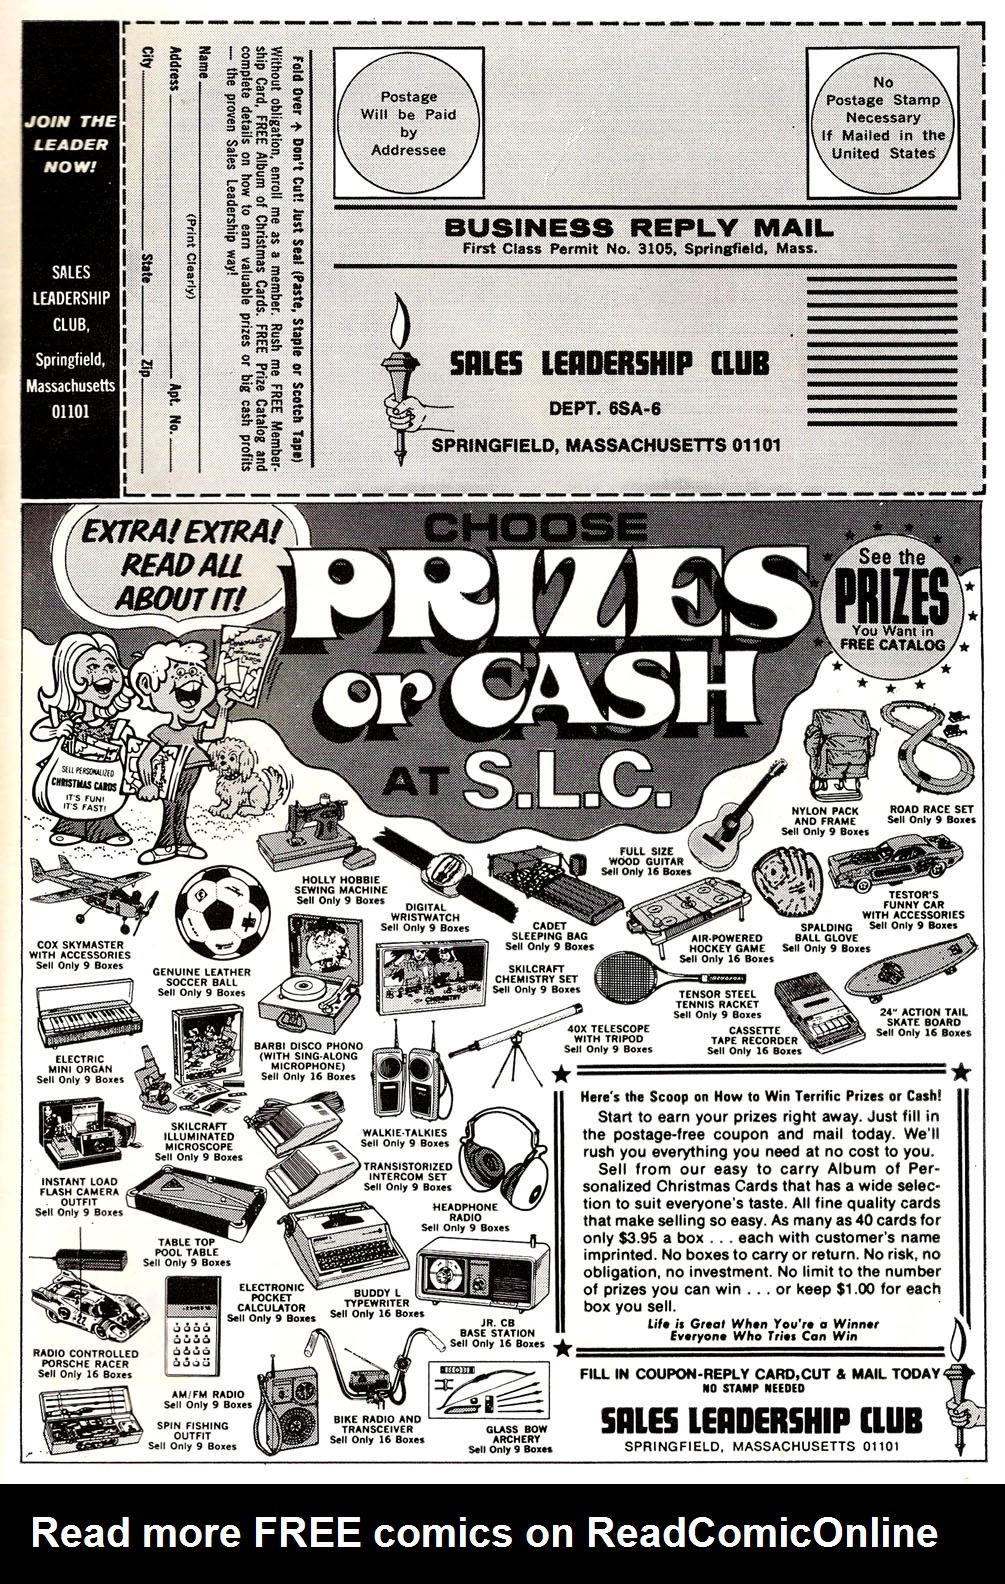 JOIN THE
LEADER
NOW!
SALES
LEADERSHIP
CLUB,
Springfield,
Massachusetts
01101
Fold Over → Don't Cut! Just Seal (Paste, Staple or Scotch Tape)
Without obligation, enroll me as a member. Rush me FREE Member-
ship Card, FREE Album of Christmas Cards. FREE Prize Catalog and
complete details on how to earn valuable prizes or big cash profits
— the proven Sales Leadership way!
(Print Clearly)
Name
Address Apt. No.
City State Zip
Postage
Will be Paid
by
Addressee
No
Postage Stamp
Necessary
If Mailed in the
United States
BUSINESS REPLY MAIL
First Class Permit No. 3105, Springfield, Mass.
SALES LEADERSHIP CLUB
DEPT. 6SA-6
SPRINGFIELD, MASSACHUSETTS 01101
EXTRA! EXTRA!
READ ALL
ABOUT IT!
CHOOSE
PRIZES
or CASH
AT S.L.C.
See the
PRIZES
You Want in
FREE CATALOG
SELL PERSONALIZED
CHRISTMAS CARDS
IT'S FUN!
IT'S FAST!
NYLON PACK
AND FRAME
Sell Only 9 Boxes
ROAD RACE SET
Sell Only 9 Boxes
HOLLY HOBBIE
SEWING MACHINE
Sell Only 9 Boxes
FULL SIZE
WOOD GUITAR
Sell Only 16 Boxes
DIGITAL
WRISTWATCH
Sell Only 9 Boxes
CADET
SLEEPING BAG
Sell Only 9 Boxes
AIR-POWERED
HOCKEY GAME
Sell Only 16 Boxes
SPALDING
BALL GLOVE
Sell Only 9 Boxes
TESTOR'S
FUNNY CAR
WITH ACCESSORIES
Sell Only 9 Boxes
COX SKYMASTER
WITH ACCESSORIES
Sell Only 9 Boxes
GENUINE LEATHER
SOCCER BALL
Sell Only 9 Boxes
CHEMISTRY
SKILCRAFT
CHEMISTRY SET
Sell Only 9 Boxes
TENSOR STEEL
TENNIS RACKET
Sell Only 9 Boxes
24" ACTION TAIL
SKATE BOARD
Sell Only 16 Boxes
ELECTRIC
MINI ORGAN
Sell Only 9 Boxes
BARBI DISCO PHONO
(WITH SING-ALONG
MICROPHONE)
Sell Only 16 Boxes
40X TELESCOPE
WITH TRIPOD
Sell Only 9 Boxes
CASSETTE
TAPE RECORDER
Sell Only 16 Boxes
SKILCRAFT
ILLUMINATED
MICROSCOPE
Sell Only 9 Boxes
WALKIE-TALKIES
Sell Only 9 Boxes
TRANSISTORIZED
INTERCOM SET
Sell Only 9 Boxes
INSTANT LOAD
FLASH CAMERA
OUTFIT
Sell Only 9 Boxes
HEADPHONE
RADIO
Sell Only 9 Boxes
TABLE TOP
POOL TABLE
Sell Only 9 Boxes
ELECTRONIC
POCKET
CALCULATOR
Sell Only 9 Boxes
BUDDY L
TYPEWRITER
Sell Only 16 Boxes
JR. CB
BASE STATION
Sell Only 16 Boxes
22
RADIO CONTROLLED
PORSCHE RACER
Sell Only 16 Boxes
AM/FM RADIO
Sell Only 9 Boxes
SPIN FISHING
OUTFIT
Sell Only 9 Boxes
BIKE RADIO AND
TRANSCEIVER
Sell Only 16 Boxes
GLASS BOW
ARCHERY
Sell Only 9 Boxes
Here's the Scoop on How to Win Terrific Prizes or Cash!
Start to earn your prizes right away. Just fill in
the postage-free coupon and mail today. We'll
rush you everything you need at no cost to you.
Sell from our easy to carry Album of Per-
sonalized Christmas Cards that has a wide selec-
tion to suit everyone's taste. All fine quality cards
that make selling so easy. As many as 40 cards for
only $3.95 a box . . . each with customer's name
imprinted. No boxes to carry or return. No risk, no
obligation, no investment. No limit to the number
of prizes you can win . . . or keep $1.00 for each
box you sell.
Life is Great When You're a Winner
Everyone Who Tries Can Win
FILL IN COUPON-REPLY CARD, CUT & MAIL TODAY
NO STAMP NEEDED
SALES LEADERSHIP CLUB
SPRINGFIELD, MASSACHUSETTS 01101
Read more FREE comics on ReadComicOnline